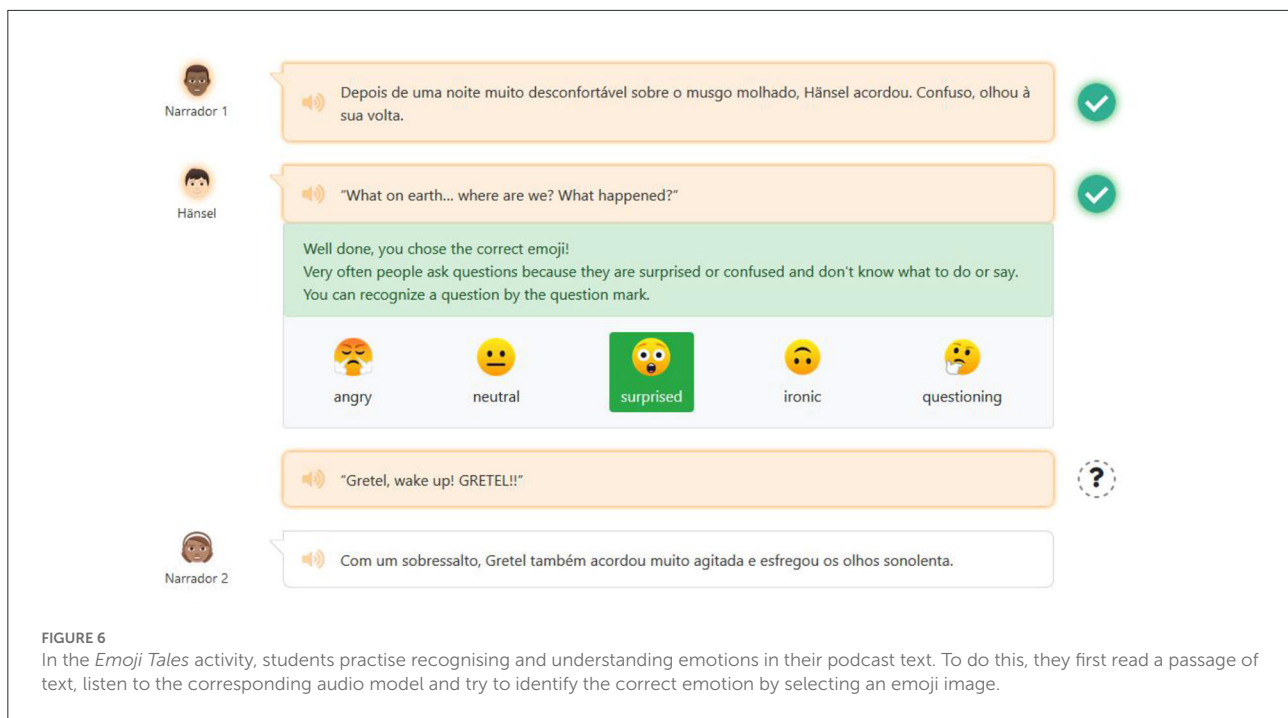 Narrador 1
Depois de uma noite muito desconfortável sobre o musgo molhado, Hänsel acordou. Confuso, olhou à
sua volta.
Hänsel
“What on earth... where are we? What happened?”
Well done, you chose the correct emoji!
Very often people ask questions because they are surprised or confused and don’t know what to do or say.
You can recognize a question by the question mark.
angry
neutral
surprised
ironic
questioning
“Gretel, wake up! GRETEL!!”
?
Narrador 2
Com um sobressalto, Gretel também acordou muito agitada e esfregou os olhos sonolenta.
FIGURE 6
In the Emoji Tales activity, students practise recognising and understanding emotions in their podcast text. To do this, they first read a passage of
text, listen to the corresponding audio model and try to identify the correct emotion by selecting an emoji image.